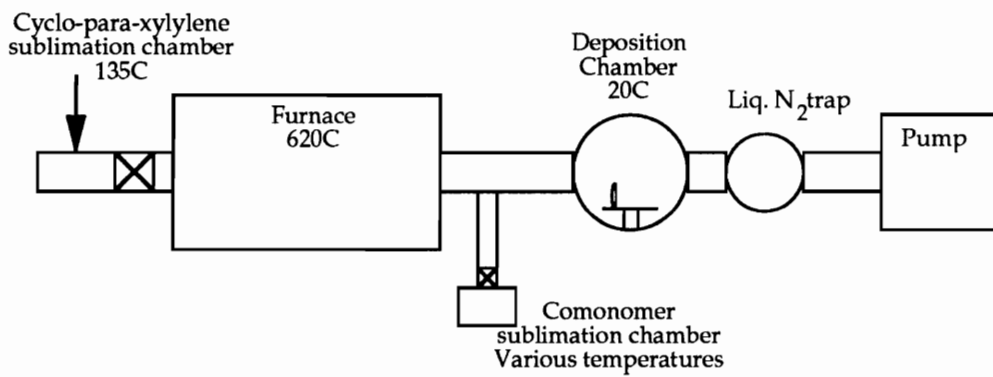 Cyclo-para-xylylene
sublimation chamber
135C
Furnace
620C
Deposition
Chamber
20C
Liq. N2trap
Pump
Comonomer
sublimation chamber
Various temperatures